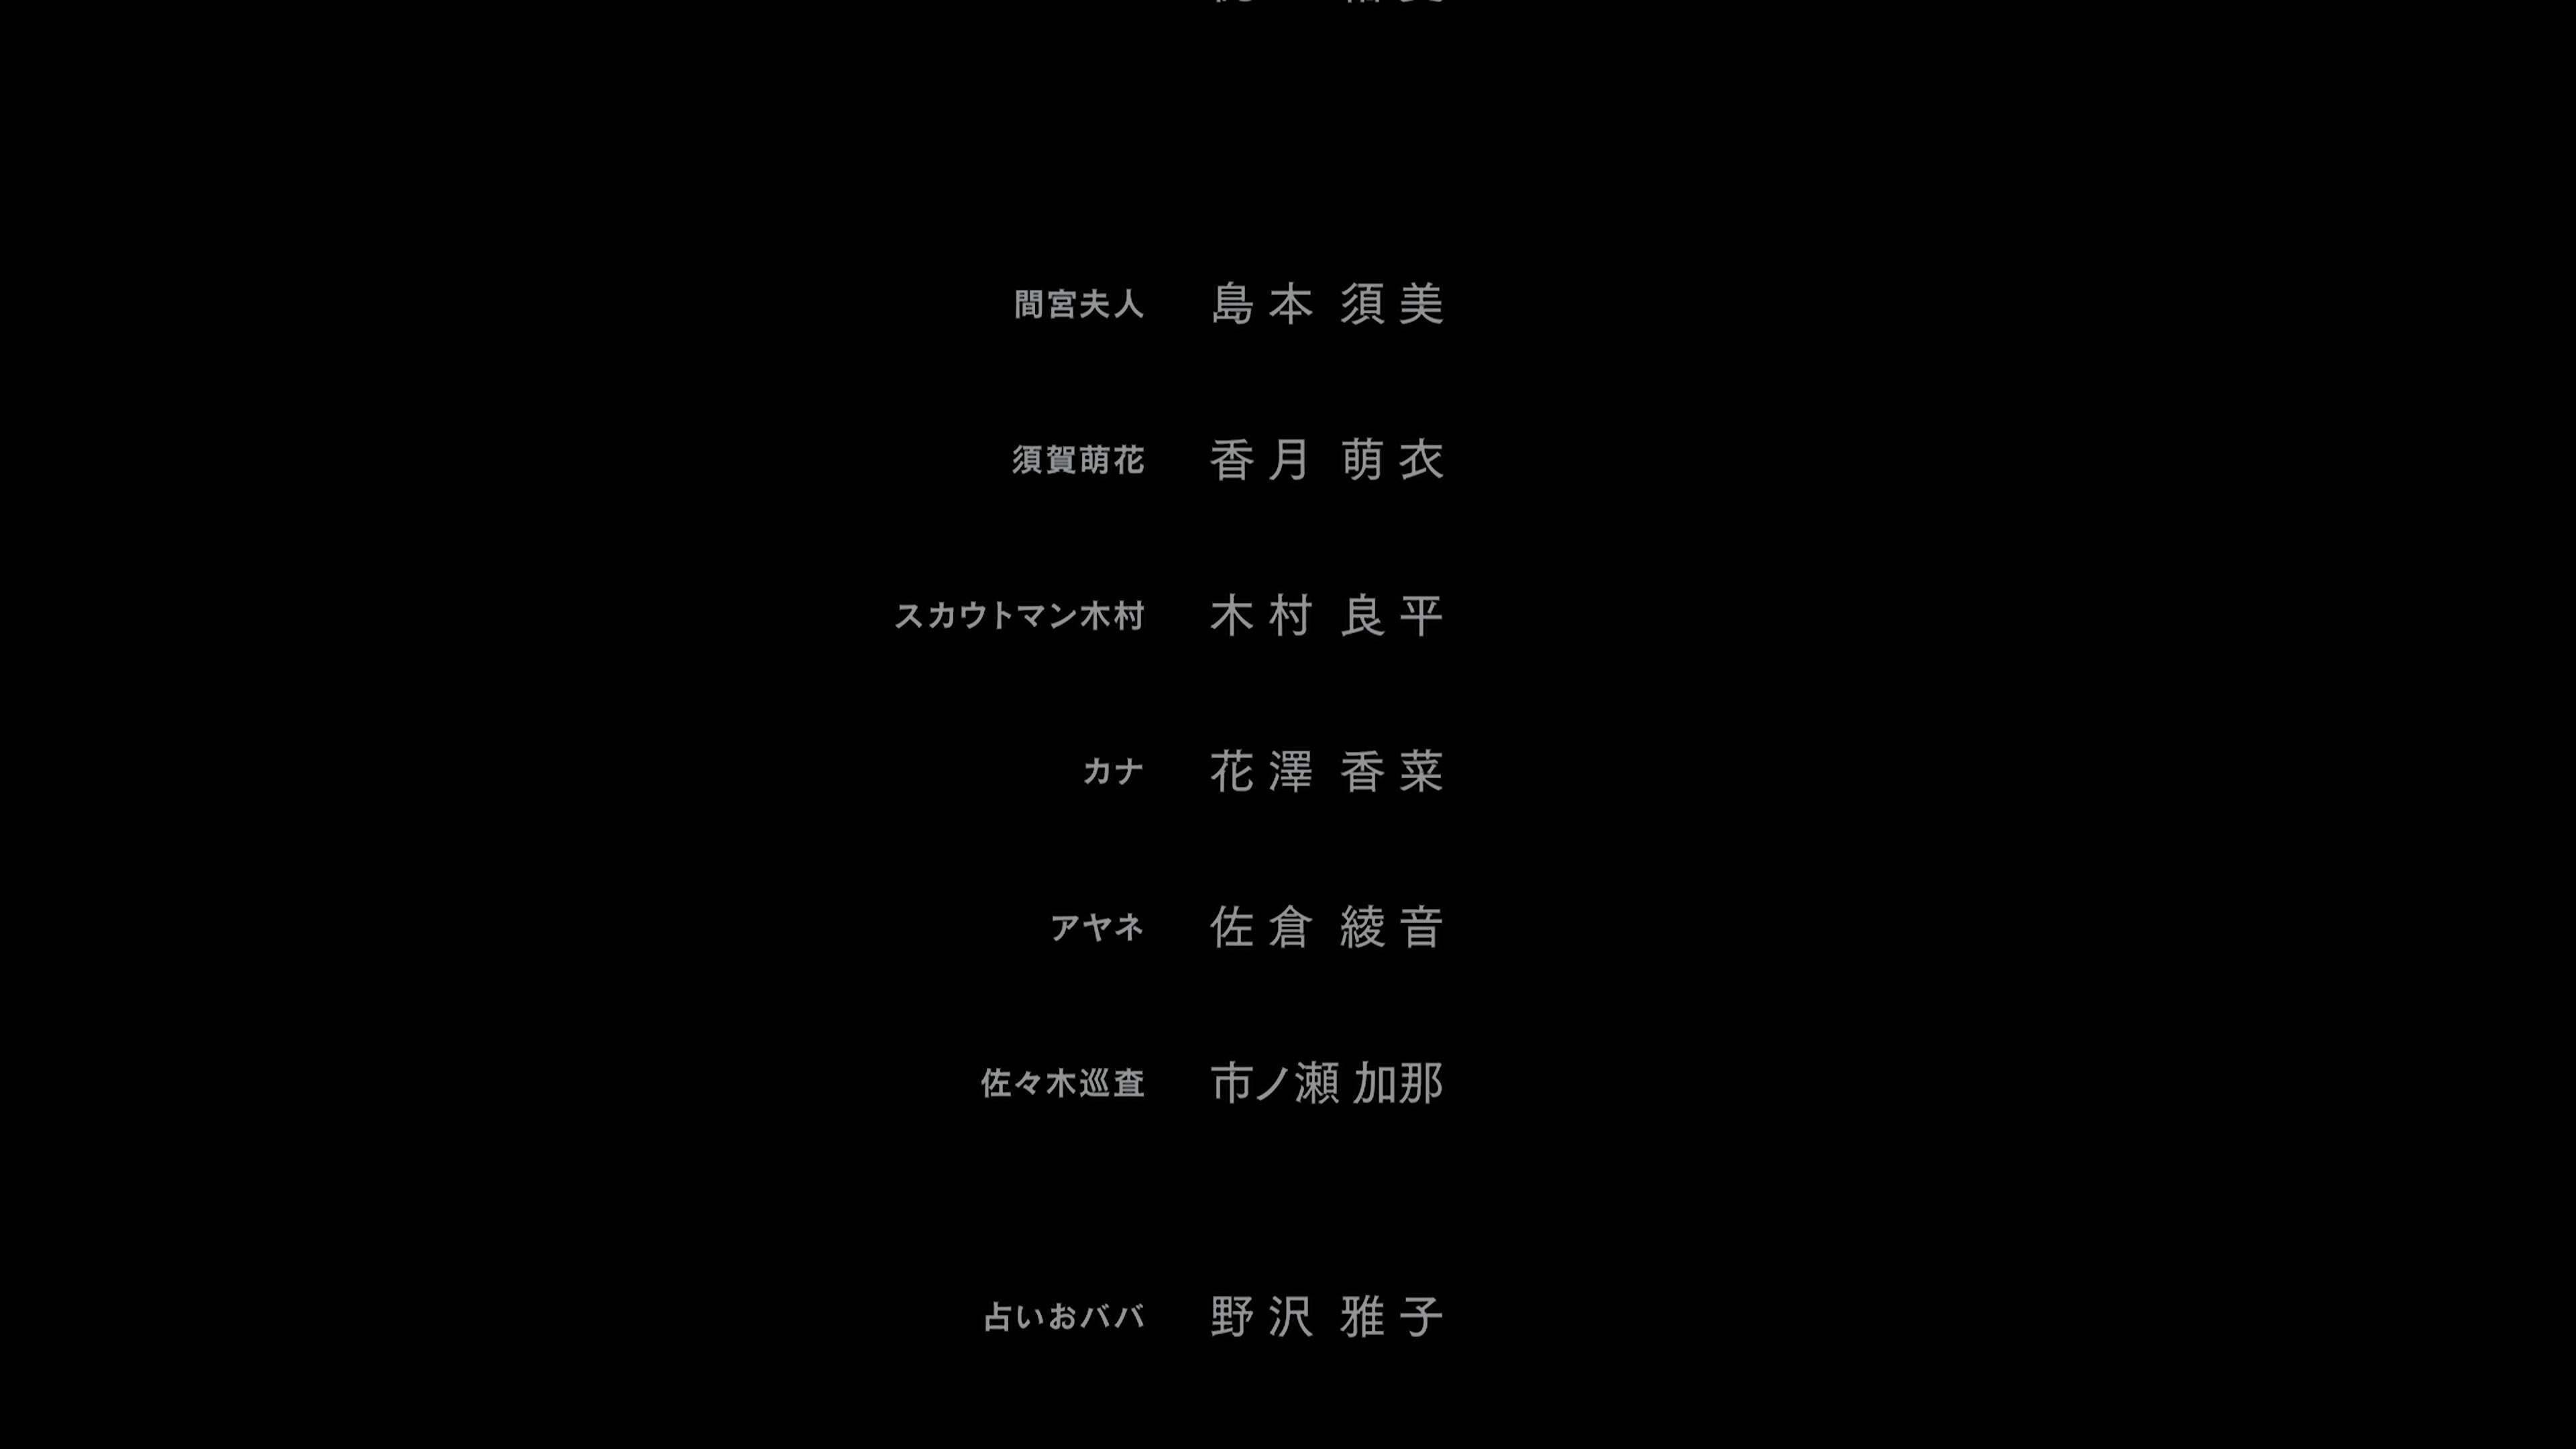 間宮夫人 島本 須美
須賀萌花 香月 萌衣
スカウトマン木村 木村 良平
カナ 花澤 香菜
アヤネ 佐倉 綾音
佐々木巡査 市ノ瀬 加那
占いおババ 野沢 雅子